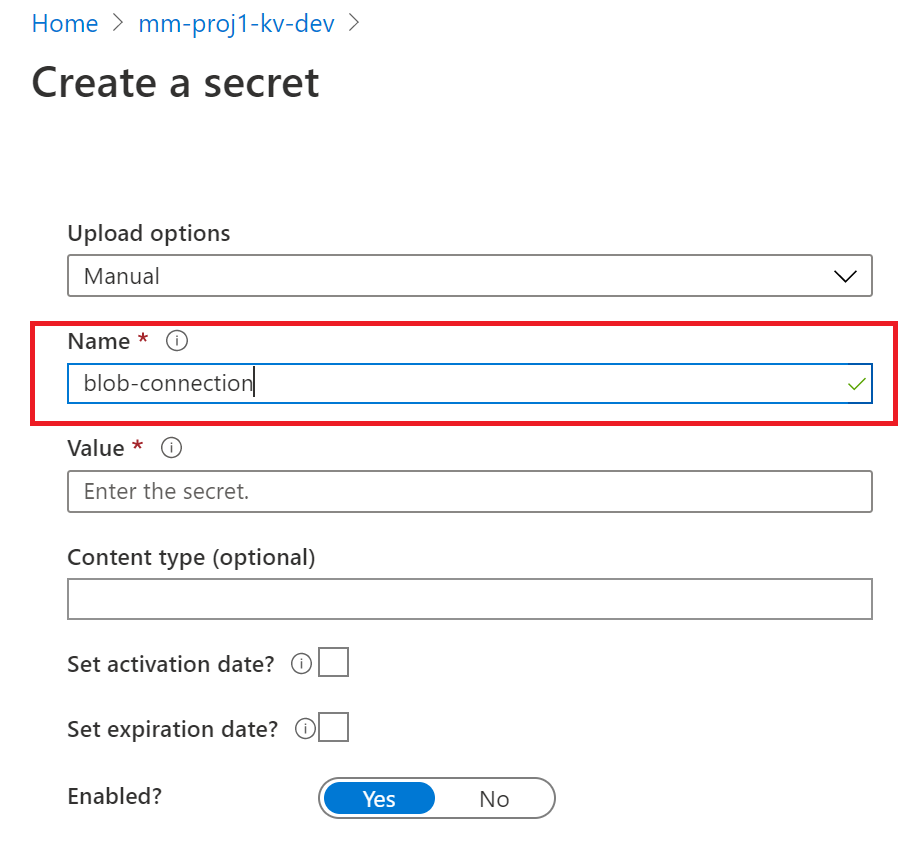 Home > mm-proj1-kv-dev >
Create a secret
Upload options
Manual
Name *
blob-connection
Value *
Enter the secret.
Content type (optional)
Set activation date?
Set expiration date?
Enabled?
Yes No